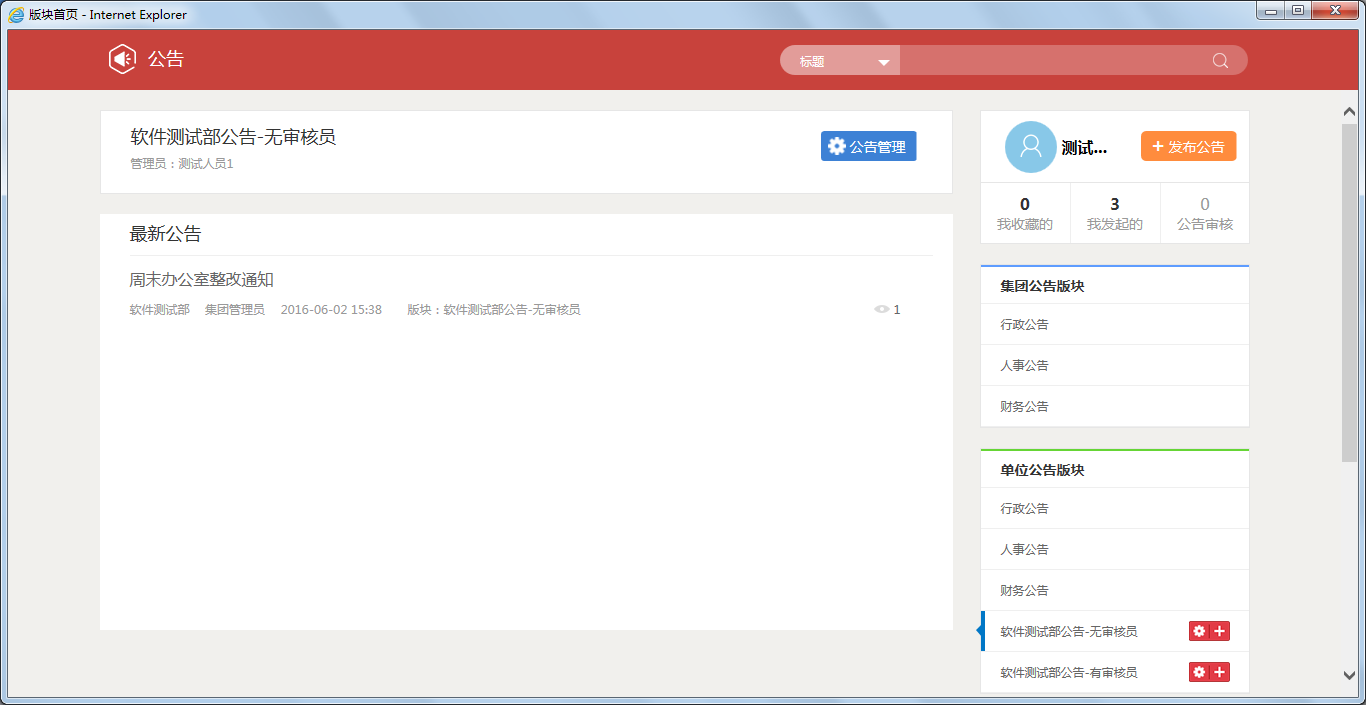 版块首页 - Internet Explorer
公告
标题
软件测试部公告-无审核员
管理员：测试人员1
公告管理
最新公告
周末办公室整改通知
软件测试部 集团管理员 2016-06-02 15:38 版块：软件测试部公告-无审核员 1
测试... + 发布公告
0 3 0
我收藏的 我发起的 公告审核
集团公告版块
行政公告
人事公告
财务公告
单位公告版块
行政公告
人事公告
财务公告
软件测试部公告-无审核员
软件测试部公告-有审核员